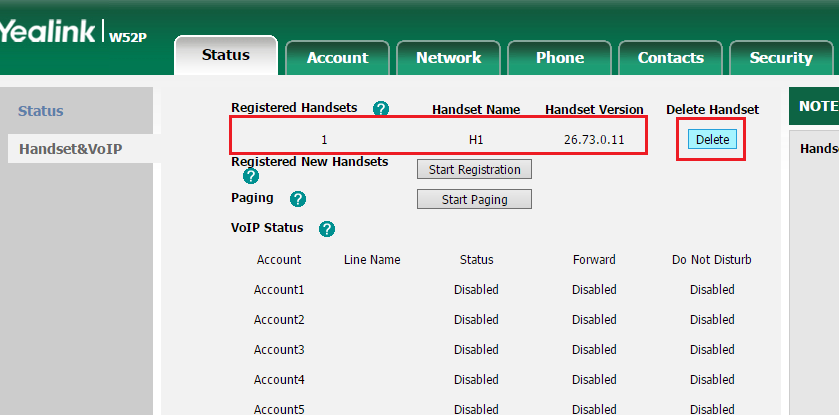 Yealink W52P
Status Account Network Phone Contacts Security
Status
Handset&VoIP
Registered Handsets ? Handset Name Handset Version Delete Handset
1 H1 26.73.0.11 Delete
Registered New Handsets ? Start Registration
Paging ? Start Paging
VoIP Status ?
Account Line Name Status Forward Do Not Disturb
Account1 Disabled Disabled Disabled
Account2 Disabled Disabled Disabled
Account3 Disabled Disabled Disabled
Account4 Disabled Disabled Disabled
Account5 Disabled Disabled Disabled
NOTE
Hands